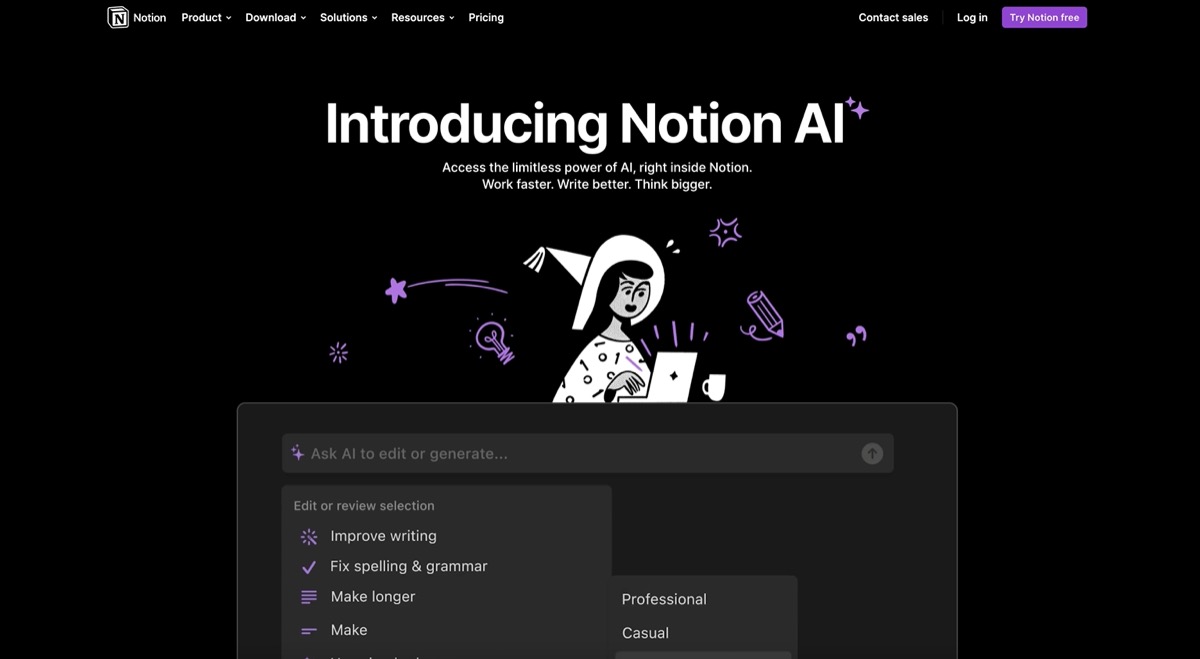 Notion Product Download Solutions Resources Pricing Contact sales Log in Try Notion free
Introducing Notion AI
Access the limitless power of AI, right inside Notion.
Work faster. Write better. Think bigger.
Ask AI to edit or generate...
Edit or review selection
Improve writing
Fix spelling & grammar
Make longer
Professional
Make
Casual